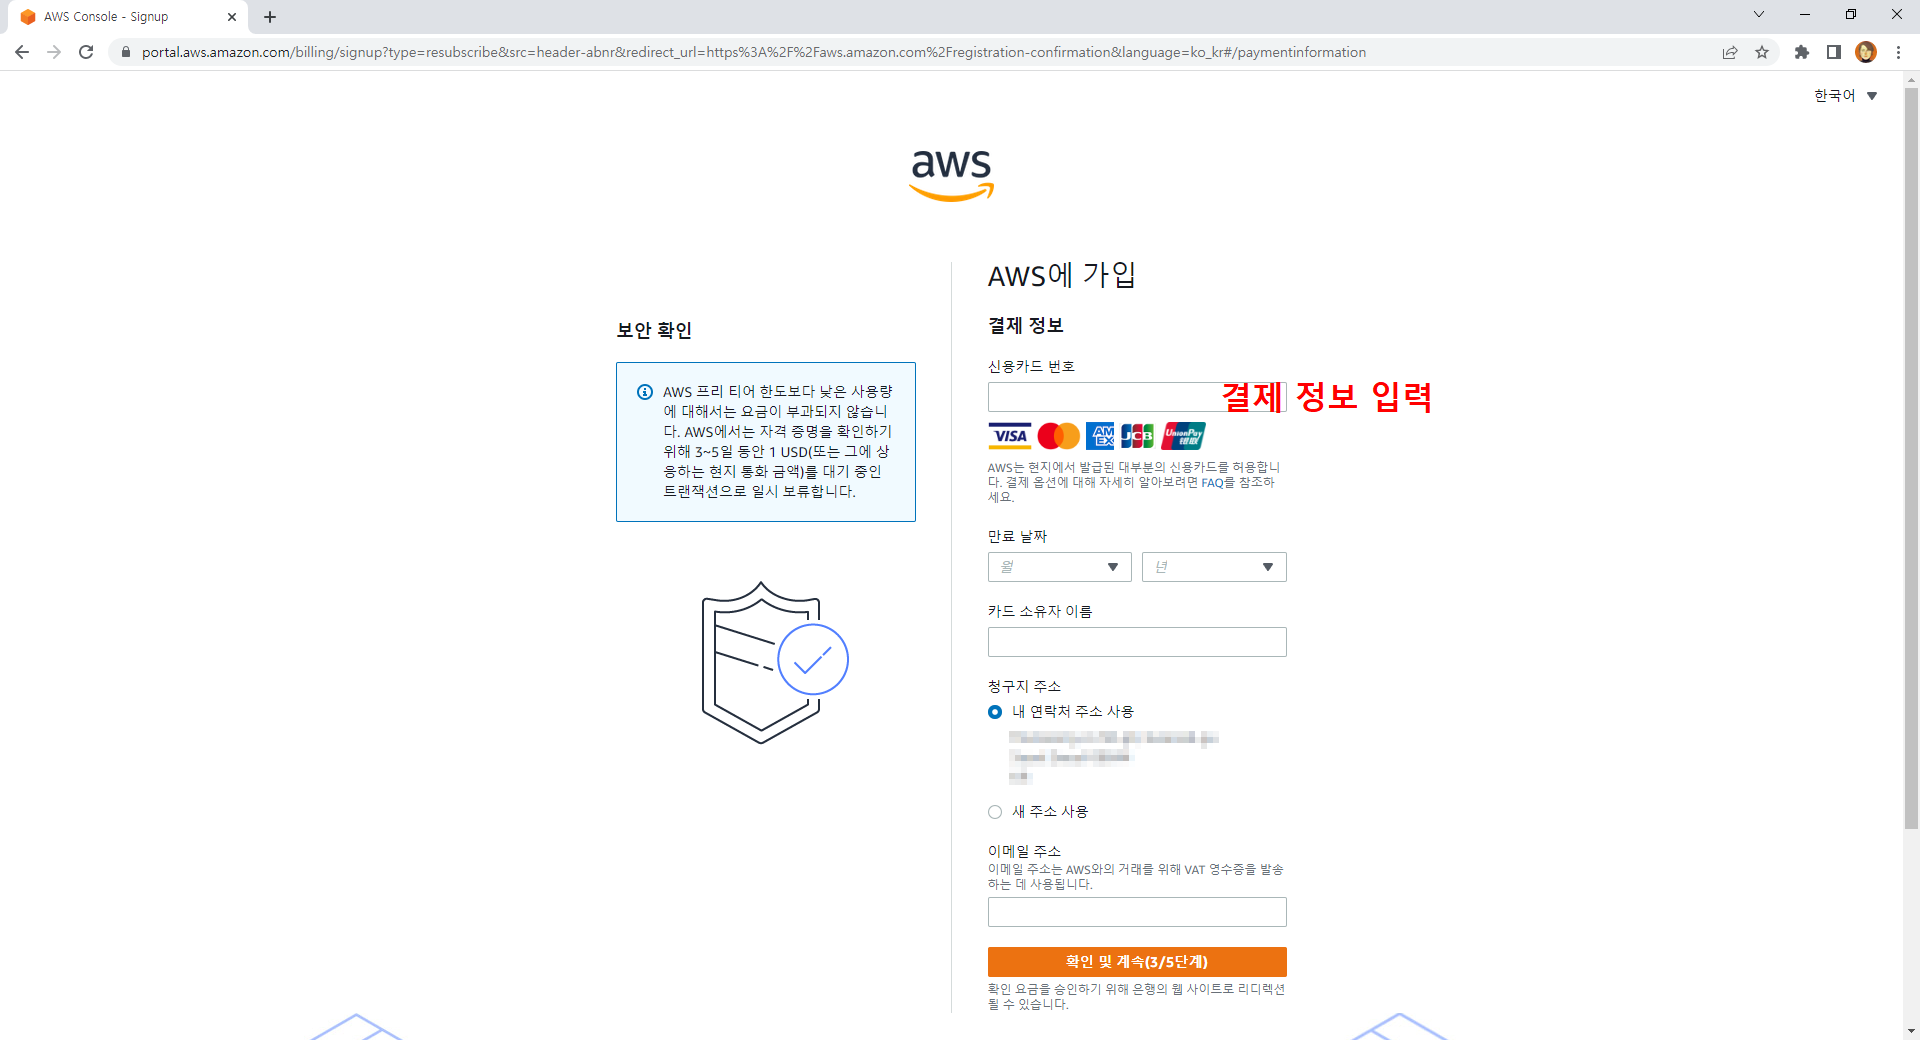 AWS Console - Signup
portal.aws.amazon.com/billing/signup?type=resubscribe&src=header-abnr&redirect_url=https%3A%2F%2Faws.amazon.com%2Fregistration-confirmation&language=ko_kr#/paymentinformation
한국어
aws
AWS에 가입
보안 확인
AWS 프리 티어 한도보다 낮은 사용량
에 대해서는 요금이 부과되지 않습니
다. AWS에서는 자격 증명을 확인하기
위해 3~5일 동안 1 USD(또는 그에 상
응하는 현지 통화 금액)를 대기 중인
트랜잭션으로 일시 보류합니다.
결제 정보
신용카드 번호
결제 정보 입력
VISA
AM
EX
JCB
UnionPay
银联
AWS는 현지에서 발급된 대부분의 신용카드를 허용합니
다. 결제 옵션에 대해 자세히 알아보려면 FAQ를 참조하
세요.
만료 날짜
월
년
카드 소유자 이름
청구지 주소
내 연락처 주소 사용
새 주소 사용
이메일 주소
이메일 주소는 AWS와의 거래를 위해 VAT 영수증을 발송
하는 데 사용됩니다.
확인 및 계속(3/5단계)
확인 요금을 승인하기 위해 은행의 웹 사이트로 리디렉션
될 수 있습니다.